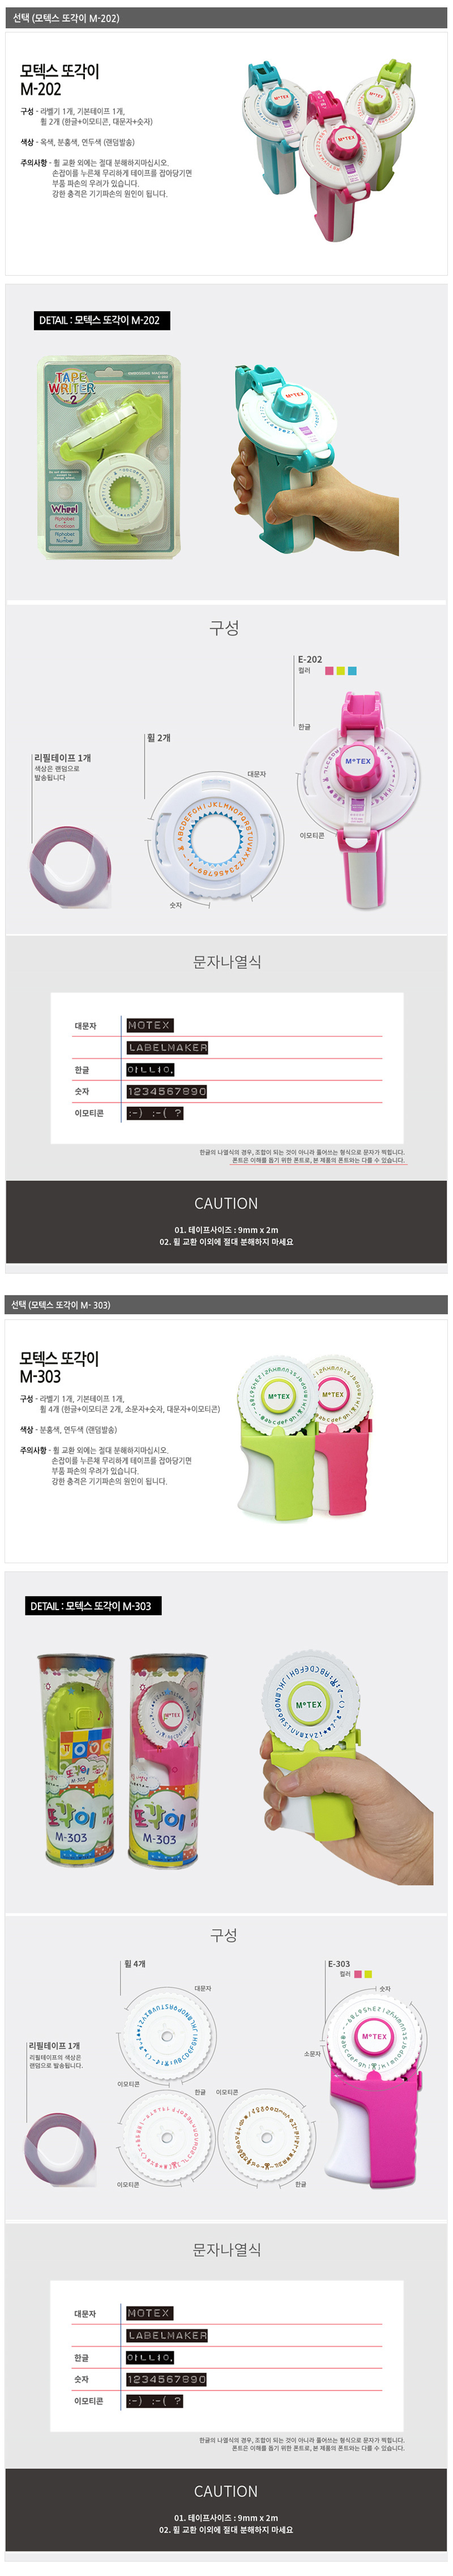 선택 (모텍스 또각이 M-202)
모텍스 또각이
M-202
구성 - 라벨기 1개, 기본테이프 1개,
휠 2개 (한글+이모티콘, 대문자+숫자)
색상 - 옥색, 분홍색, 연두색 (랜덤발송)
주의사항 - 휠 교환 외에는 절대 분해하지마십시오.
손잡이를 누른체 무리하게 테이프를 잡아당기면
부품 파손의 우려가 있습니다.
강한 충격은 기기파손의 원인이 됩니다.
MOTEX
MOTEX
MOTEX
DETAIL : 모텍스 또각이 M-202
TAPE
WRITER
2
Wheel
Alphabet
Emoticon
Alphabet
Number
MOTEX
구성
E-202
컬러
한글
휠 2개
대문자
리필테이프 1개
색상은 랜덤으로
발송됩니다
MOTEX
이모티콘
숫자
문자나열식
대문자
MOTEX
LABELMAKER
한글
ㅇㅏㄴㄴㅕㅇ.
숫자
1234567890
이모티콘
:-) :-( ?
한글의 나열식의 경우, 조합이 되는 것이 아니라 풀어쓰는 형식으로 문자가 찍힙니다.
폰트은 이해를 돕기 위한 폰트로, 본 제품의 폰트와는 다를 수 있습니다.
CAUTION
01. 테이프사이즈 : 9mm x 2m
02. 휠 교환 이외에 절대 분해하지 마세요
선택 (모텍스 또각이 M- 303)
모텍스 또각이
M-303
구성 - 라벨기 1개, 기본테이프 1개,
휠 4개 (한글+이모티콘 2개, 소문자+숫자, 대문자+이모티콘)
색상 - 분홍색, 연두색 (랜덤발송)
주의사항 - 휠 교환 외에는 절대 분해하지마십시오.
손잡이를 누른체 무리하게 테이프를 잡아당기면
부품 파손의 우려가 있습니다.
강한 충격은 기기파손의 원인이 됩니다.
MOTEX
MOTEX
DETAIL : 모텍스 또각이 M-303
또각이
M-303
또각이
M-303
MOTEX
구성
휠 4개
대문자
E-303
컬러
숫자
리필테이프 1개
리필테이프의 색상은
랜덤으로 발송됩니다.
소문자
MOTEX
이모티콘
한글
이모티콘
이모티콘
한글
문자나열식
대문자
MOTEX
LABELMAKER
한글
ㅇㅏㄴㄴㅕㅇ.
숫자
1234567890
이모티콘
:-) :-( ?
한글의 나열식의 경우, 조합이 되는 것이 아니라 풀어쓰는 형식으로 문자가 찍힙니다.
폰트은 이해를 돕기 위한 폰트로, 본 제품의 폰트와는 다를 수 있습니다.
CAUTION
01. 테이프사이즈 : 9mm x 2m
02. 휠 교환 이외에 절대 분해하지 마세요